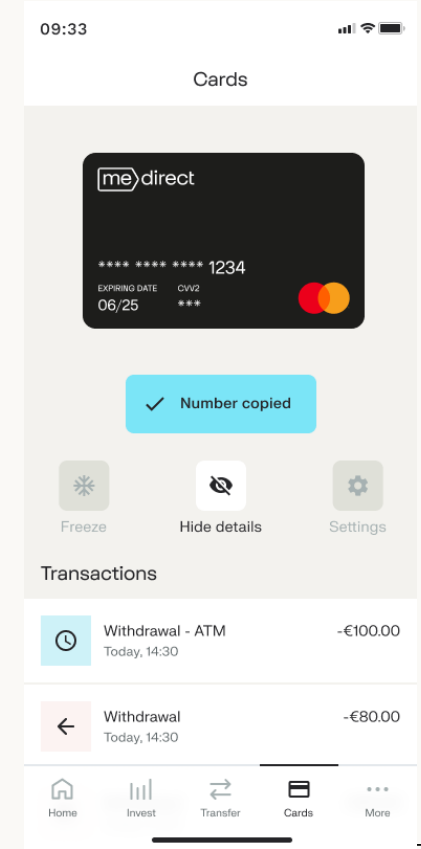 09:33
Cards
me direct
**** **** **** 1234
EXPIRING DATE CVV2
06/25 ***
Number copied
Freeze Hide details Settings
Transactions
Withdrawal - ATM -€100.00
Today, 14:30
Withdrawal -€80.00
Today, 14:30
Home Invest Transfer Cards More